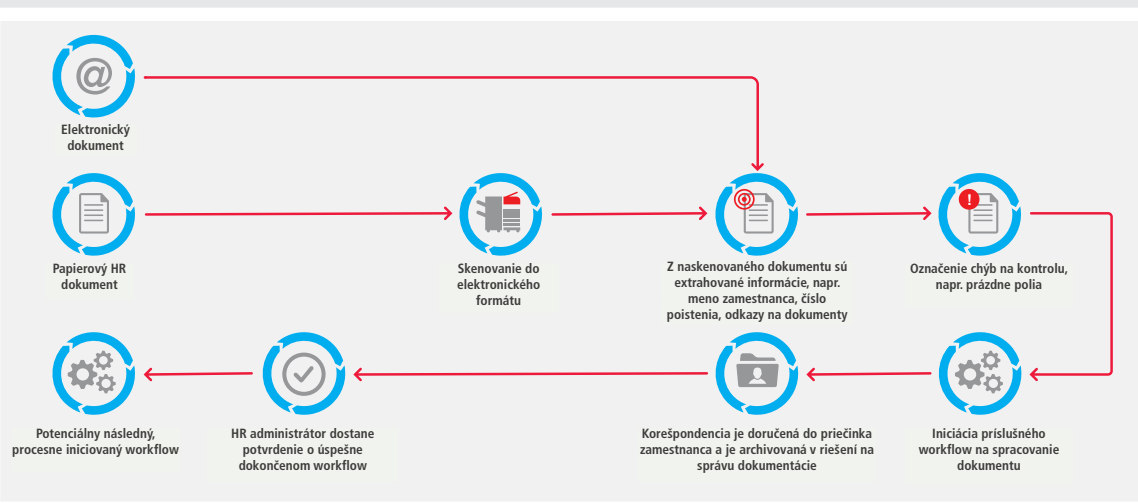 @
Elektronický
dokument
Papierový HR
dokument
Skenovanie do
elektronického
formátu
Z naskenovaného dokumentu sú
extrahované informácie, napr.
meno zamestnanca, číslo
poistenia, odkazy na dokumenty
Označenie chýb na kontrolu,
napr. prázdne polia
Potenciálny následný,
procesne iniciovaný workflow
HR administrátor dostane
potvrdenie o úspešne
dokončenom workflow
Korešpondencia je doručená do priečinka
zamestnanca a je archivovaná v riešení na
správu dokumentácie
Iniciácia príslušného
workflow na spracovanie
dokumentu